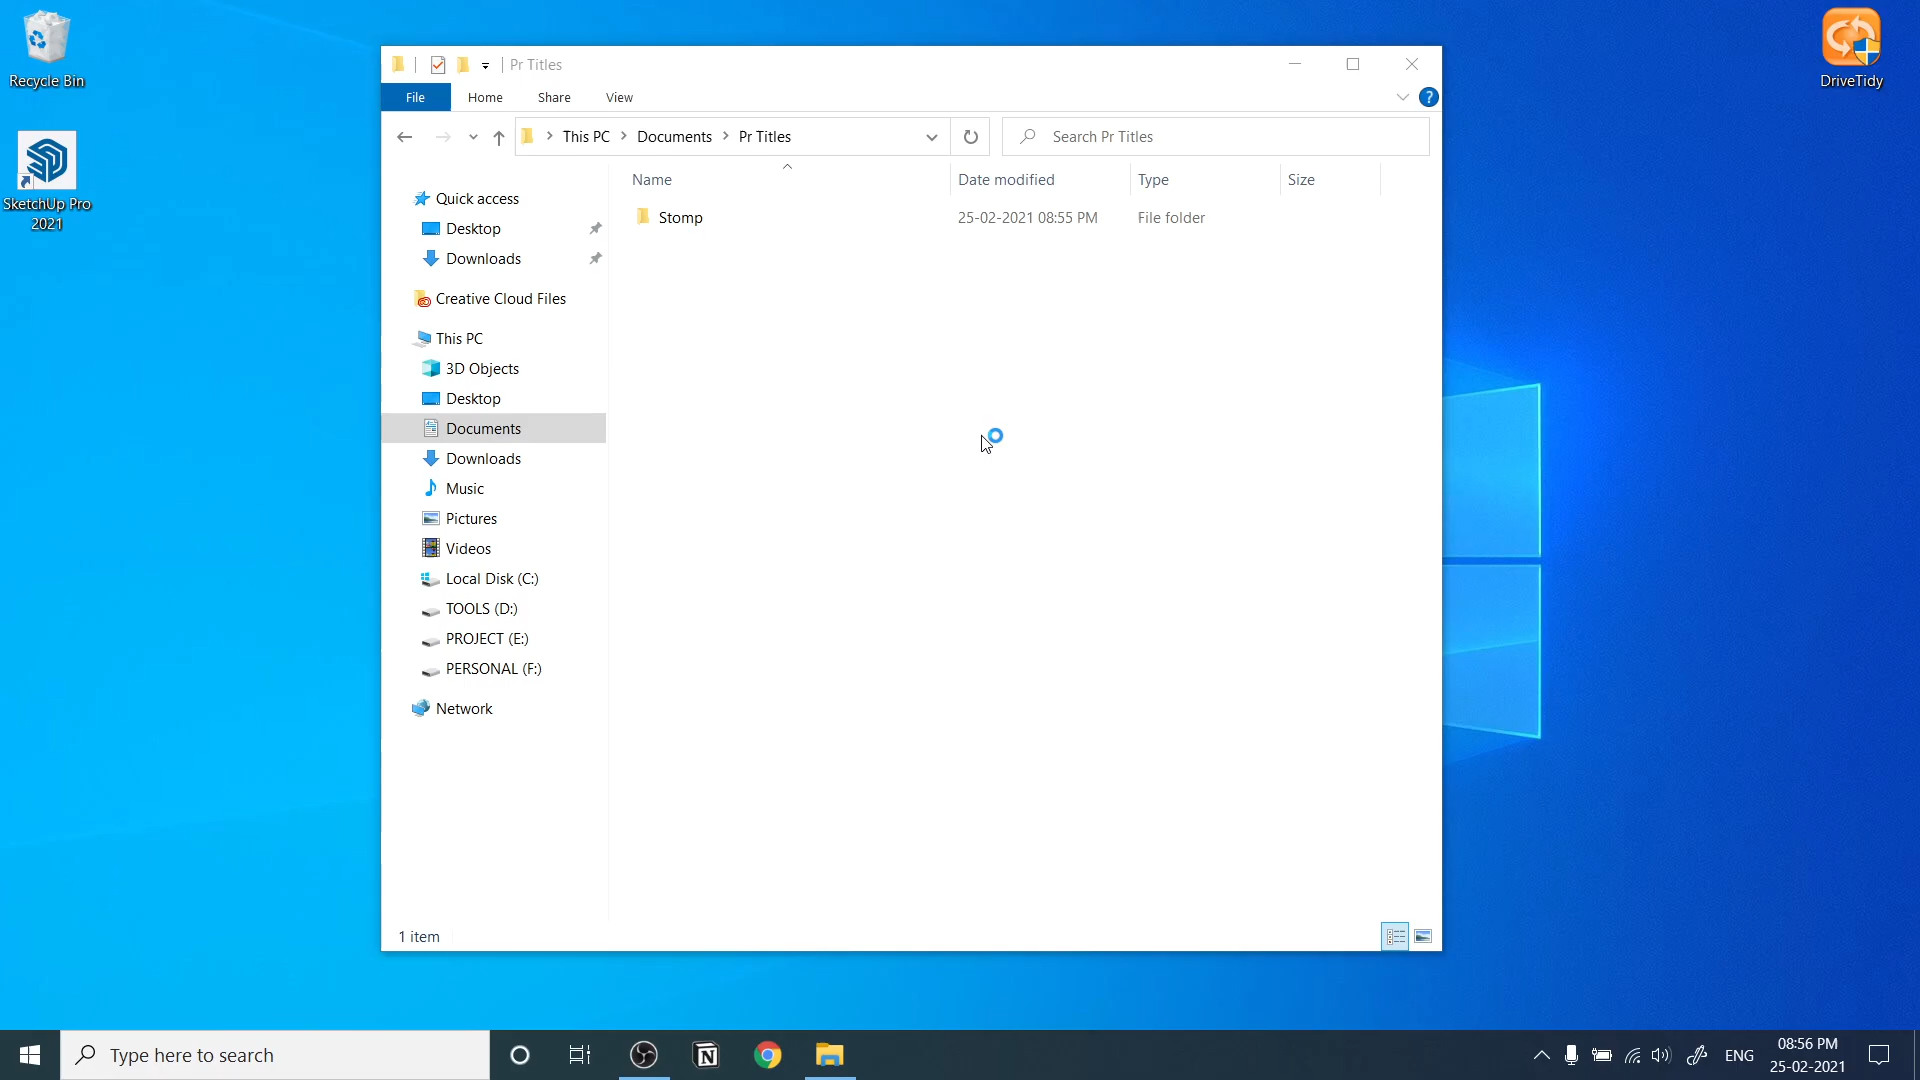 Recycle Bin
SketchUp Pro
2021
DriveTidy
Pr Titles
File
Home
Share
View
?
This PC
Documents
Pr Titles
Search Pr Titles
Name
Date modified
Type
Size
Stomp
25-02-2021 08:55 PM
File folder
Quick access
Desktop
Downloads
Creative Cloud Files
This PC
3D Objects
Desktop
Documents
Downloads
Music
Pictures
Videos
Local Disk (C:)
TOOLS (D:)
PROJECT (E:)
PERSONAL (F:)
Network
1 item
Type here to search
N
ENG
08:56 PM
25-02-2021